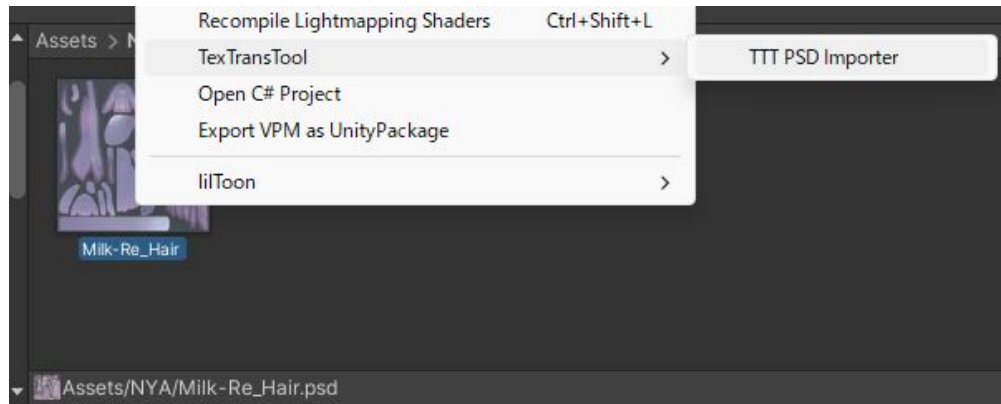 Recompile Lightmapping Shaders Ctrl+Shift+L
Assets > N
TexTransTool >
TTT PSD Importer
Open C# Project
Export VPM as UnityPackage
lilToon >
Milk-Re_Hair
Assets/NYA/Milk-Re_Hair.psd